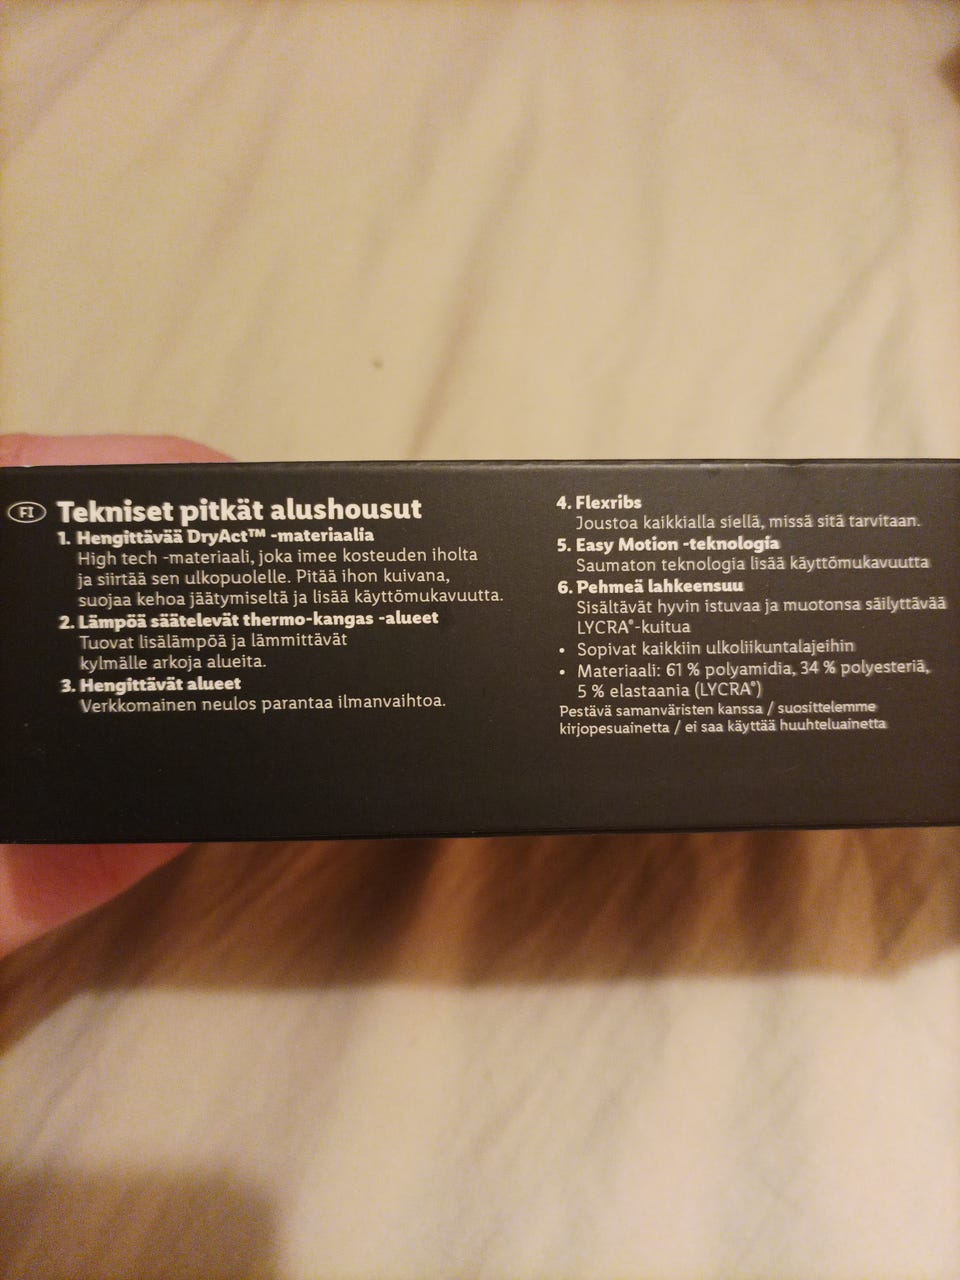 FI
Tekniset pitkät alushousut
1. Hengittävää DryAct™ -materiaalia
High tech -materiaali, joka imee kosteuden iholta
ja siirtää sen ulkopuolelle. Pitää ihon kuivana,
suojaa kehoa jäätymiseltä ja lisää käyttömukavuutta.
2. Lämpöä säätelevät thermo-kangas -alueet
Tuovat lisälämpöä ja lämmittävät
kylmälle arkoja alueita.
3. Hengittävät alueet
Verkkomainen neulos parantaa ilmanvaihtoa.
4. Flexribs
Joustoa kaikkialla siellä, missä sitä tarvitaan.
5. Easy Motion -teknologia
Saumaton teknologia lisää käyttömukavuutta
6. Pehmeä lahkeensuu
Sisältävät hyvin istuvaa ja muotonsa säilyttävää
LYCRA®-kuitua
• Sopivat kaikkiin ulkoliikuntalajeihin
• Materiaali: 61 % polyamidia, 34 % polyesteriä,
5 % elastaania (LYCRA®)
Pestävä samanväristen kanssa / suosittelemme
kirjopesuainetta / ei saa käyttää huuhteluainetta